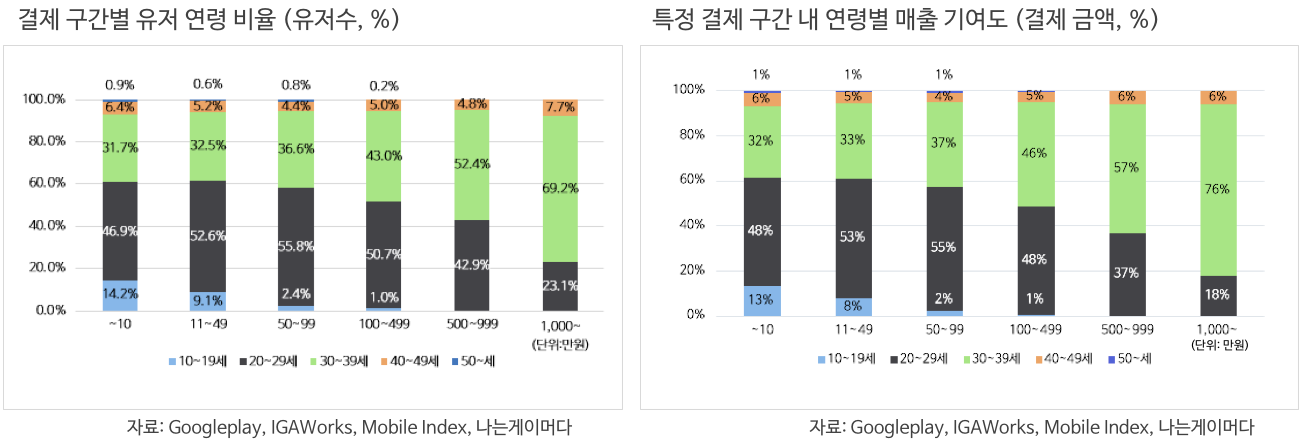 결제 구간별 유저 연령 비율 (유저수, %)
0.9% 0.6% 0.8% 0.2%
100.0%
6.4% 5.2% 4.4% 5.0% 4.8% 7.7%
80.0%
31.7% 32.5% 36.6% 43.0% 52.4% 69.2%
60.0%
46.9% 52.6% 55.8% 50.7% 42.9% 23.1%
40.0%
20.0%
14.2% 9.1% 2.4% 1.0%
0.0%
~10 11~49 50~99 100~499 500~999 1,000~
(단위:만원)
10~19세 20~29세 30~39세 40~49세 50~세
자료: Googleplay, IGAWorks, Mobile Index, 나는게이머다
특정 결제 구간 내 연령별 매출 기여도 (결제 금액, %)
1% 1% 1%
100%
6% 5% 4% 5% 6% 6%
80%
32% 33% 37% 46% 57% 76%
60%
48% 53% 55% 48% 37% 18%
40%
20%
13% 8% 2% 1%
0%
~10 11~49 50~99 100~499 500~999 1,000~
(단위: 만원)
10~19세 20~29세 30~39세 40~49세 50~세
자료: Googleplay, IGAWorks, Mobile Index, 나는게이머다